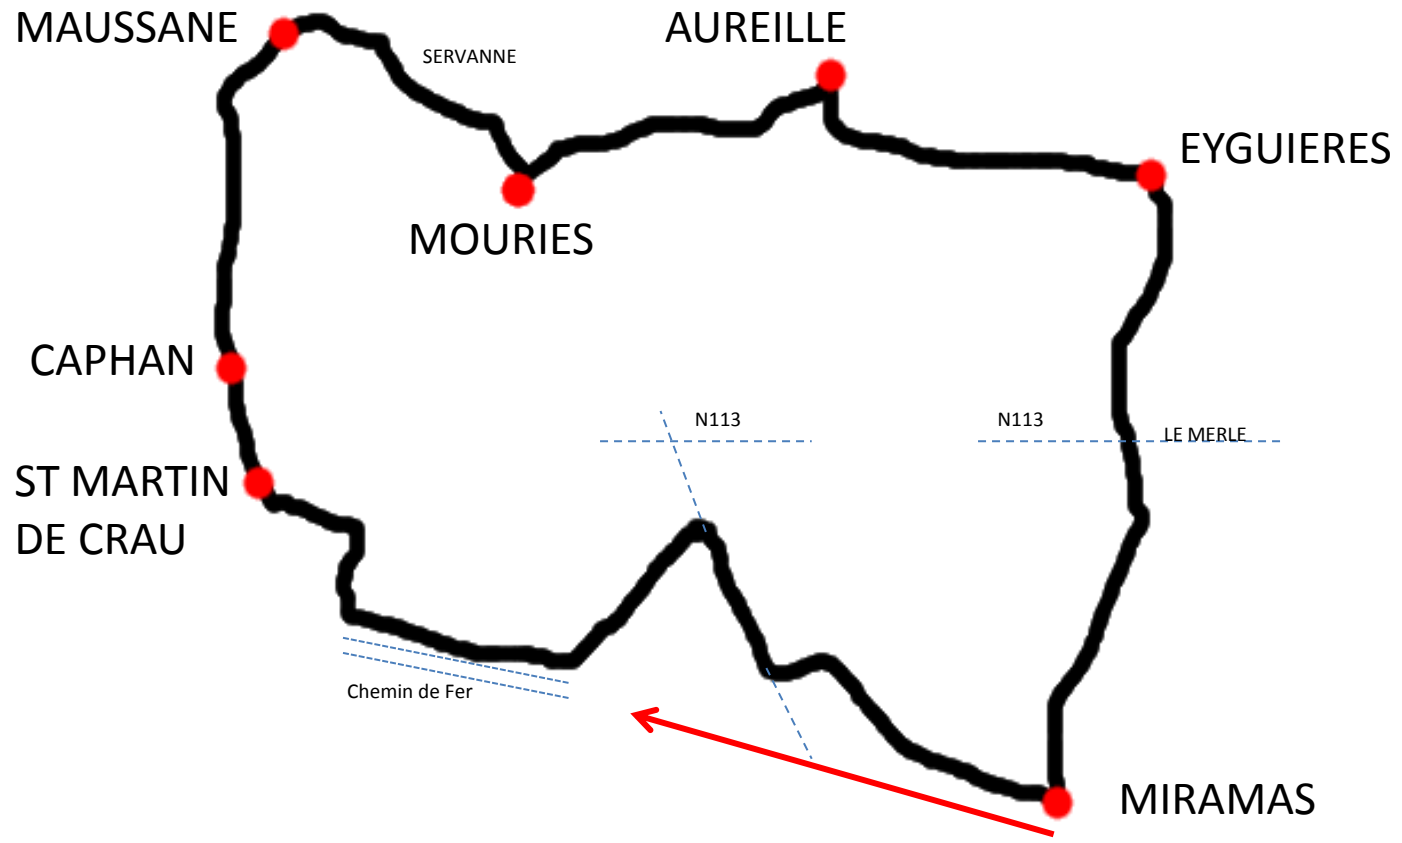 MAUSSANE
AUREILLE
SERVANNE
EYGUIERES
MOURIES
CAPHAN
N113
N113
LE MERLE
ST MARTIN
DE CRAU
Chemin de Fer
MIRAMAS